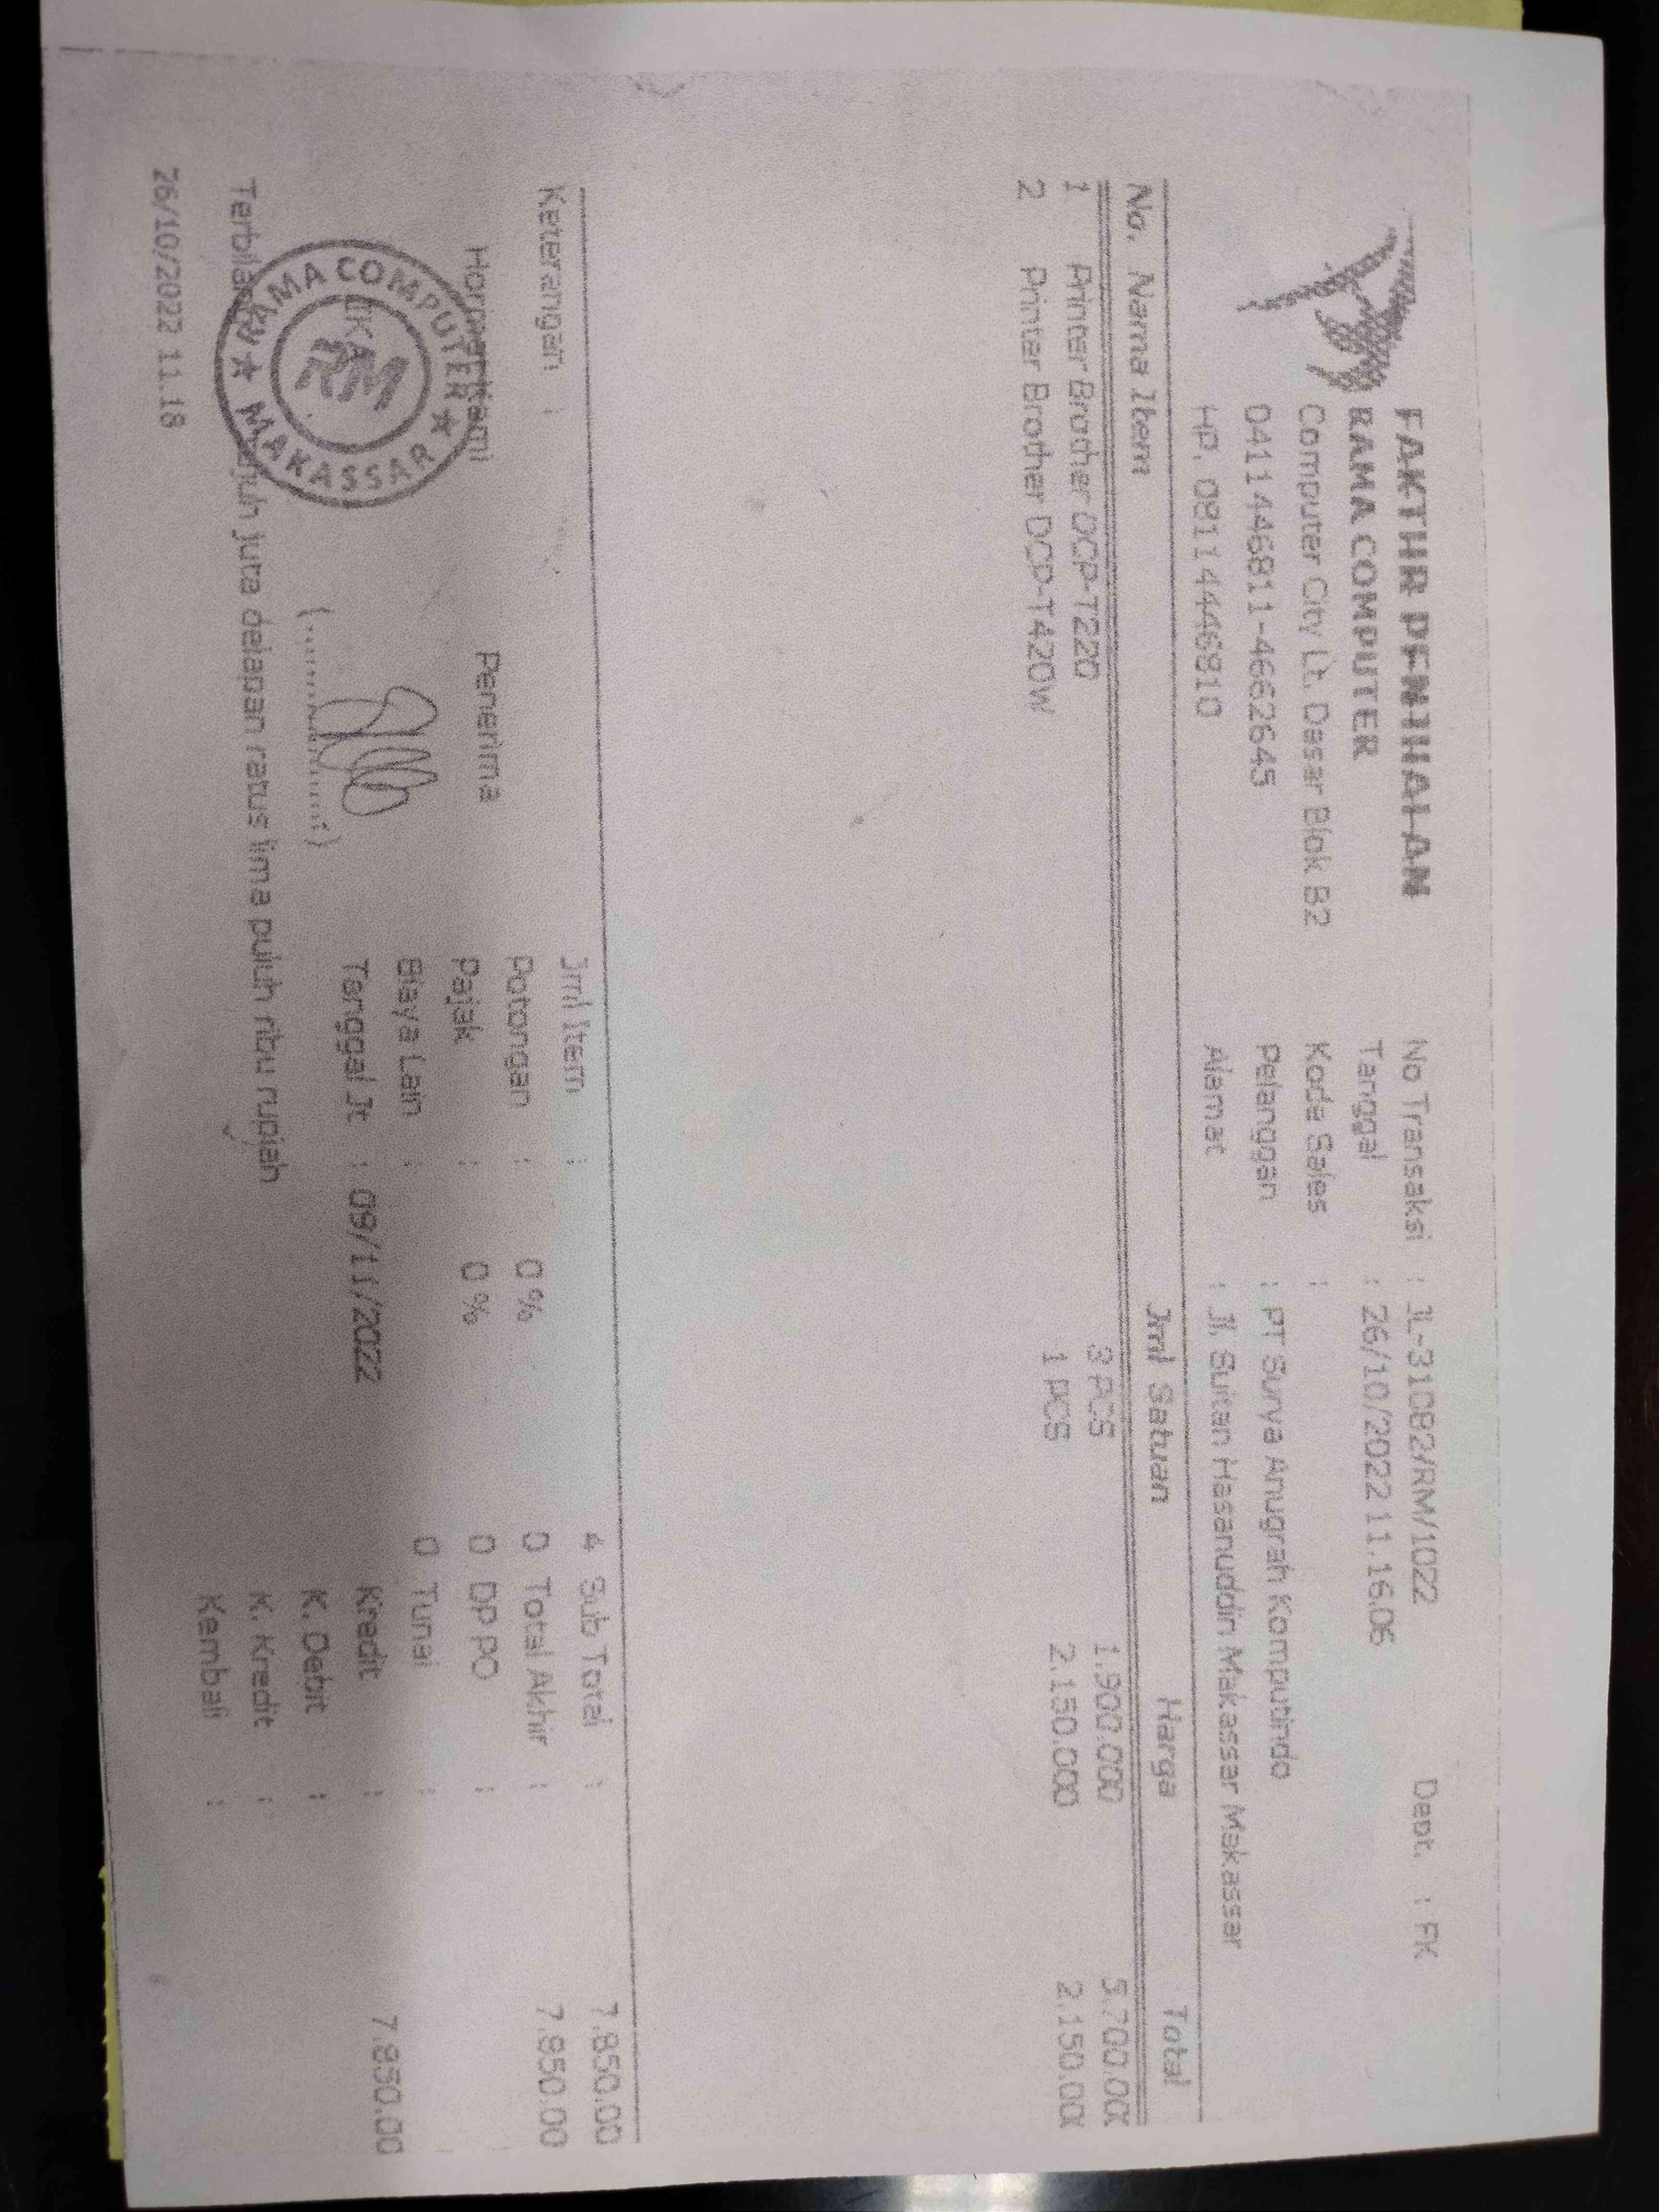 FAKTUR PENJUALAN
RAMA COMPUTER
Computer City Lt. Dasar Blok B2
0411 446811-4662645
HP. 0811 4446810
No Transaksi : JL-31082/RM/1022 Dept. : FK
Tanggal : 26/10/2022 11.16.06
Kode Sales :
Pelanggan : PT Surya Anugrah Komputindo
Alamat : Jl. Sultan Hasanuddin Makassar Makassar
No. Nama Item Jml Satuan Harga Total
1 Printer Brother DCP-T220 3 PCS 1.900.000 5.700.00
2 Printer Brother DCP-T420W 1 PCS 2.150.000 2.150.00
Keterangan :
Hormat Kami
Penerima
(....................)
Jml Item : 4
Potongan : 0 % 0
Pajak : 0 % 0
Biaya Lain : 0
Tanggal Jt : 09/11/2022
Sub Total : 7.850.00
Total Akhir : 7.850.00
DP PO :
Tunai :
Kredit : 7.850.00
K. Debit :
K. Kredit :
Kembali :
RAMA COMPUTER
RM
MAKASSAR
Terbilang juta delapan ratus lima puluh ribu rupiah
26/10/2022 11.18